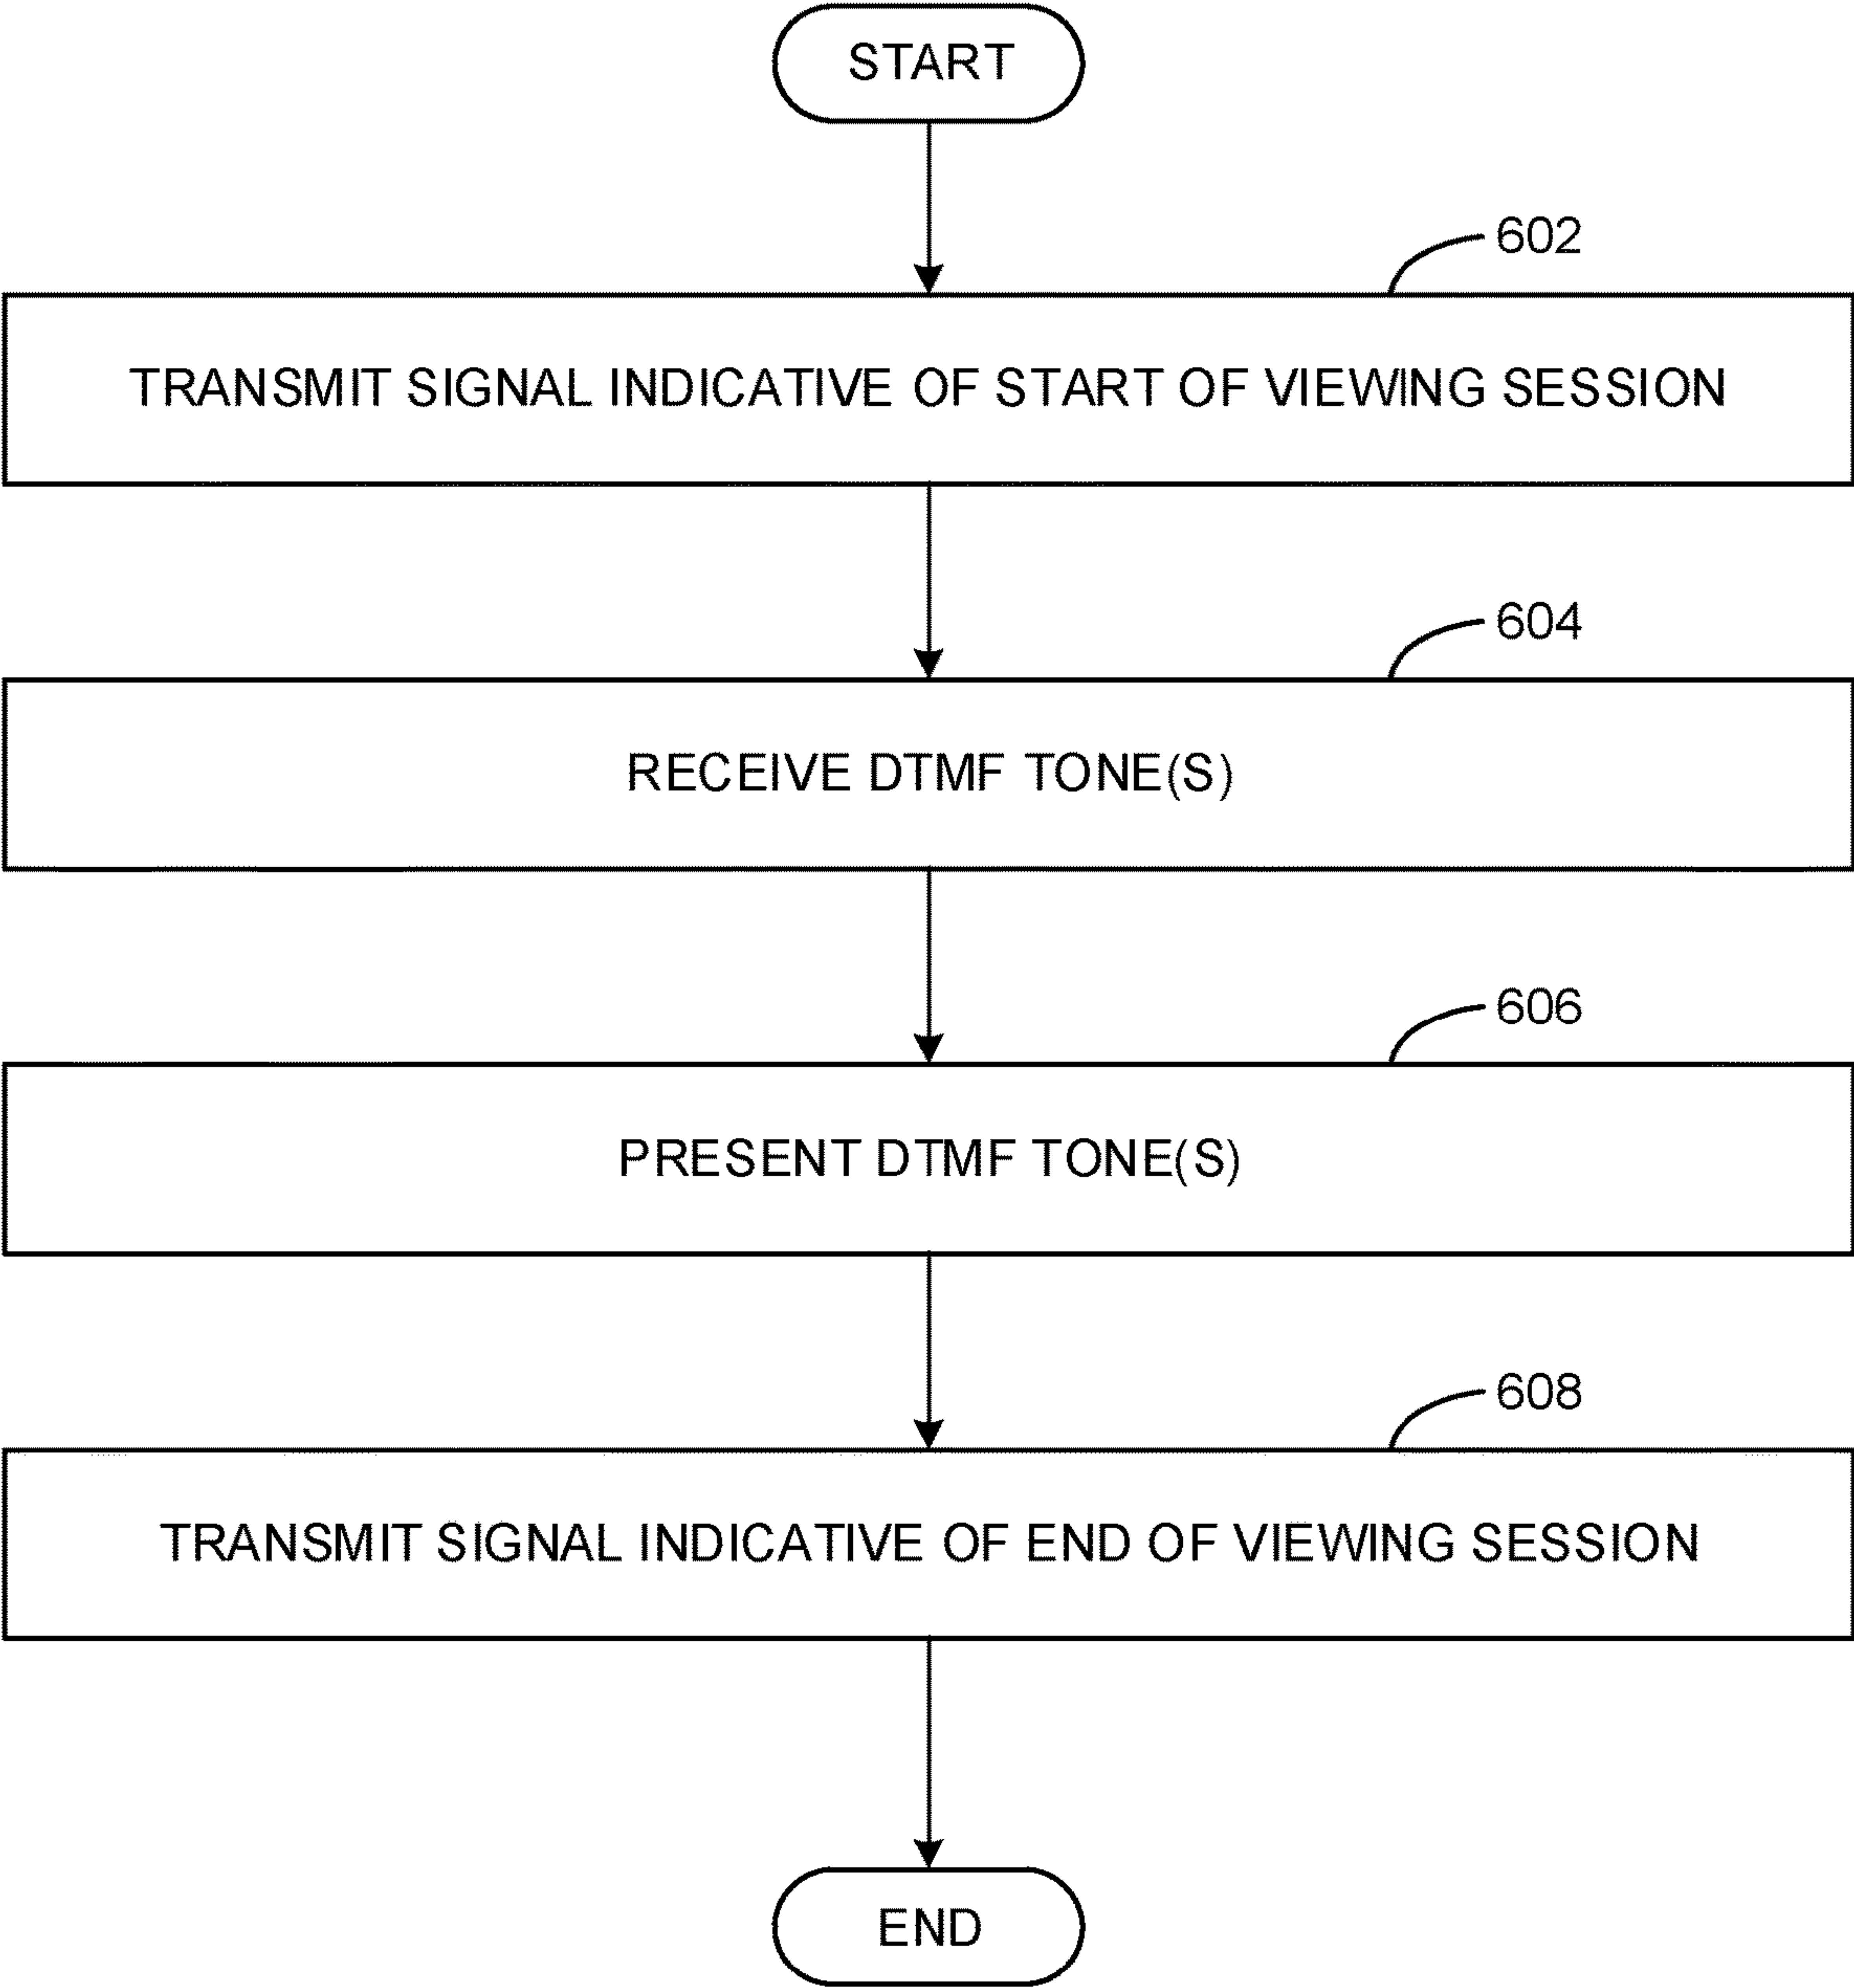 START
602
TRANSMIT SIGNAL INDICATIVE OF START OF VIEWING SESSION
604
RECEIVE DTMF TONE(S)
606
PRESENT DTMF TONE(S)
608
TRANSMIT SIGNAL INDICATIVE OF END OF VIEWING SESSION
END